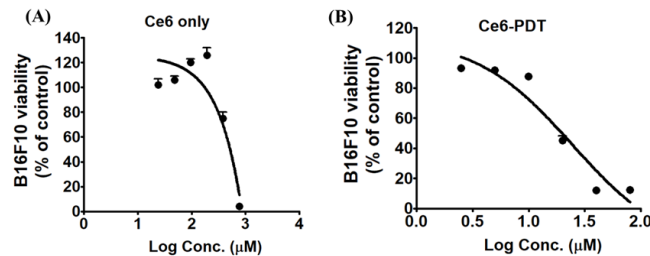 (A)
Ce6 only
B16F10 viability
(% of control)
140
120
100
80
60
40
20
0
0 1 2 3 4
Log Conc. (μM)
(B)
Ce6-PDT
B16F10 viability
(% of control)
120
100
80
60
40
20
0
0.0 0.5 1.0 1.5 2.0
Log Conc. (μM)